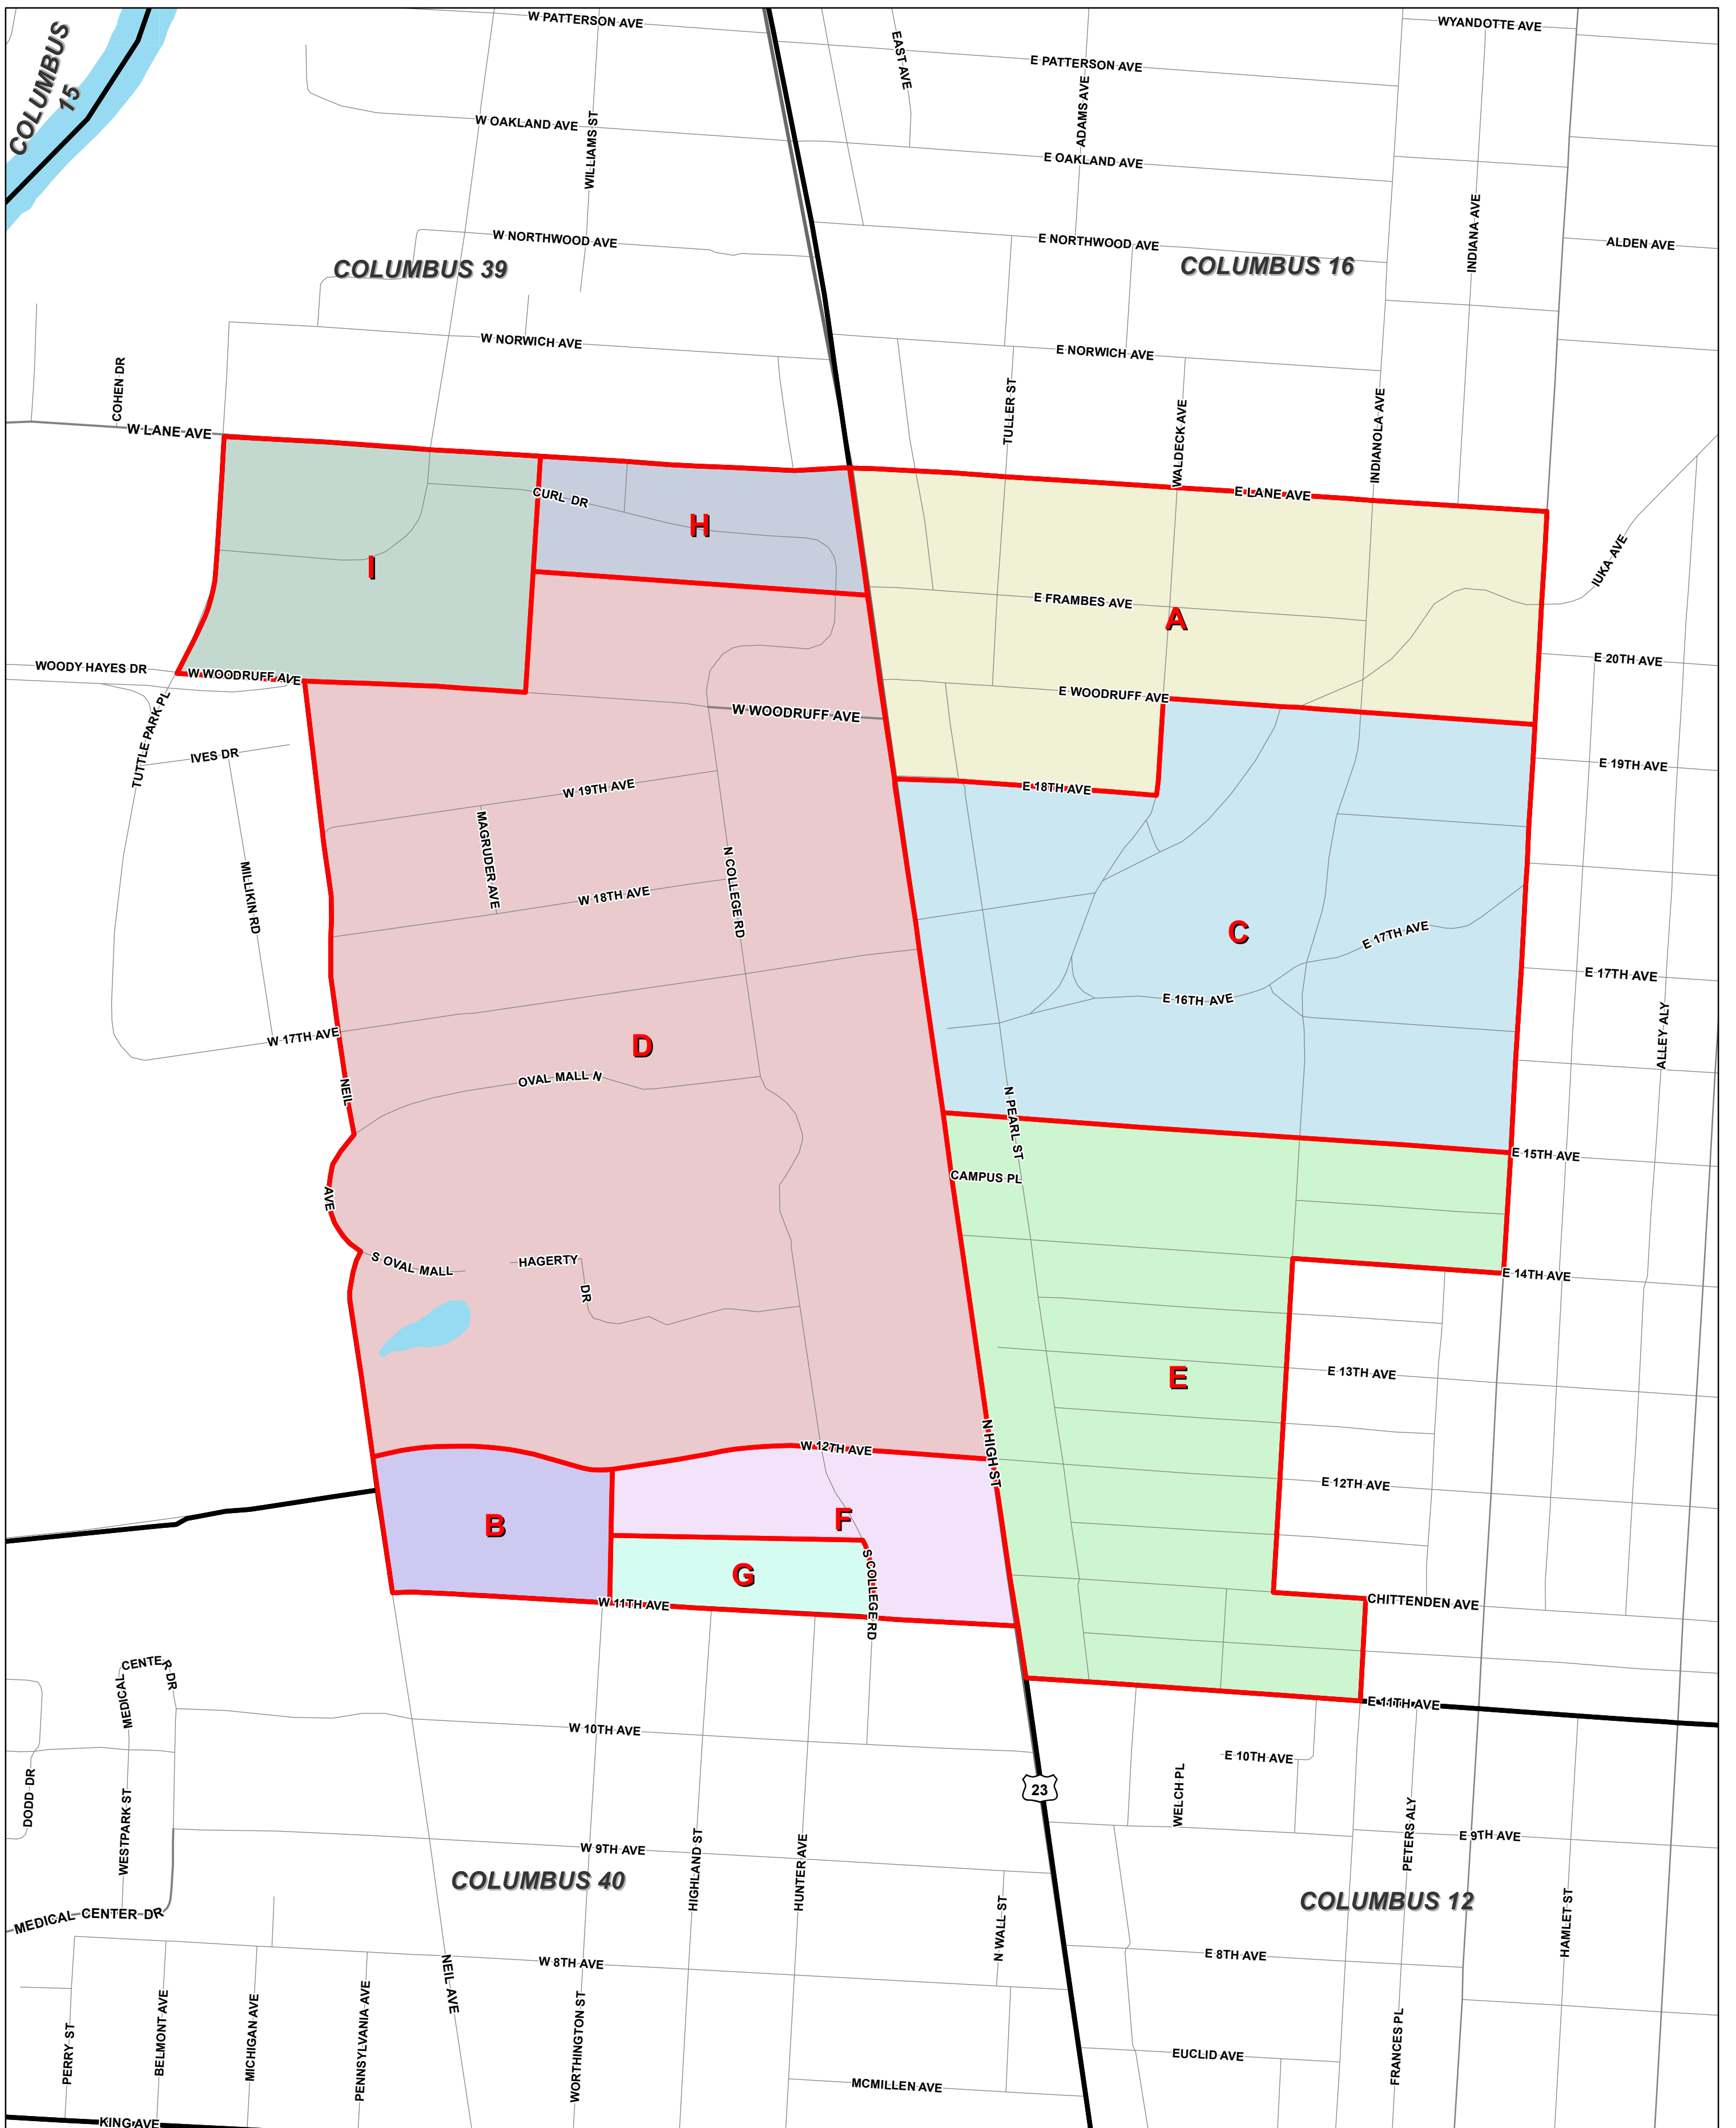 W PATTERSON AVE
WYANDOTTE AVE
COLUMBUS
15
EAST AVE
E PATTERSON AVE
ADAMS AVE
W OAKLAND AVE
WILLIAMS ST
E OAKLAND AVE
INDIANA AVE
W NORTHWOOD AVE
E NORTHWOOD AVE
ALDEN AVE
COLUMBUS 39
COLUMBUS 16
W NORWICH AVE
E NORWICH AVE
COHEN DR
TULLER ST
WALDECK AVE
INDIANOLA AVE
W LANE AVE
E LANE AVE
CURL DR
H
I
IUKA AVE
E FRAMBES AVE
A
WOODY HAYES DR
W WOODRUFF AVE
E 20TH AVE
E WOODRUFF AVE
W WOODRUFF AVE
TUTTLE PARK PL
IVES DR
E 19TH AVE
W 19TH AVE
E 18TH AVE
MAGRUDER AVE
N COLLEGE RD
MILLIKIN RD
W 18TH AVE
C
E 17TH AVE
E 17TH AVE
E 16TH AVE
W 17TH AVE
D
ALLEY ALY
NEIL
OVAL MALL N
N PEARL ST
E 15TH AVE
CAMPUS PL
AVE
S OVAL MALL
HAGERTY
DR
E 14TH AVE
E
E 13TH AVE
N HIGH ST
W 12TH AVE
E 12TH AVE
B
F
G
S COLLEGE RD
W 11TH AVE
CHITTENDEN AVE
MEDICAL
CENTER DR
E 11TH AVE
W 10TH AVE
E 10TH AVE
DODD DR
WESTPARK ST
23
WELCH PL
PETERS ALY
E 9TH AVE
W 9TH AVE
HIGHLAND ST
HUNTER AVE
COLUMBUS 40
COLUMBUS 12
MEDICAL CENTER DR
N WALL ST
HAMLET ST
E 8TH AVE
W 8TH AVE
NEIL AVE
PERRY ST
BELMONT AVE
MICHIGAN AVE
PENNSYLVANIA AVE
WORTHINGTON ST
FRANCES PL
EUCLID AVE
MCMILLEN AVE
KING AVE